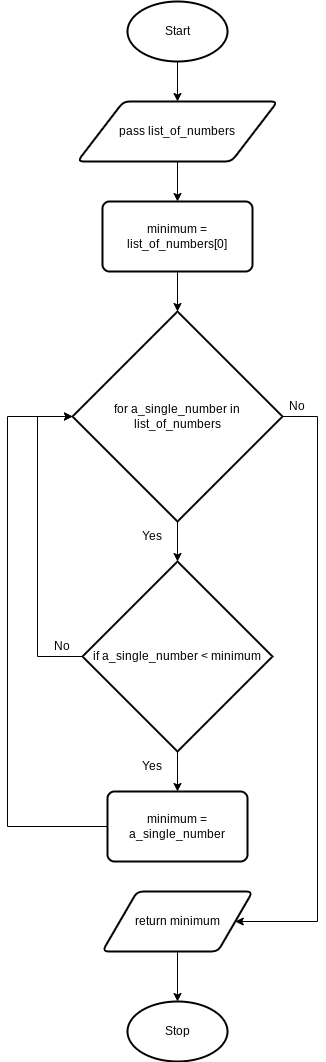 Start
pass list_of_numbers
minimum =
list_of_numbers[0]
for a_single_number in
list_of_numbers
No
Yes
No
if a_single_number < minimum
Yes
minimum =
a_single_number
return minimum
Stop